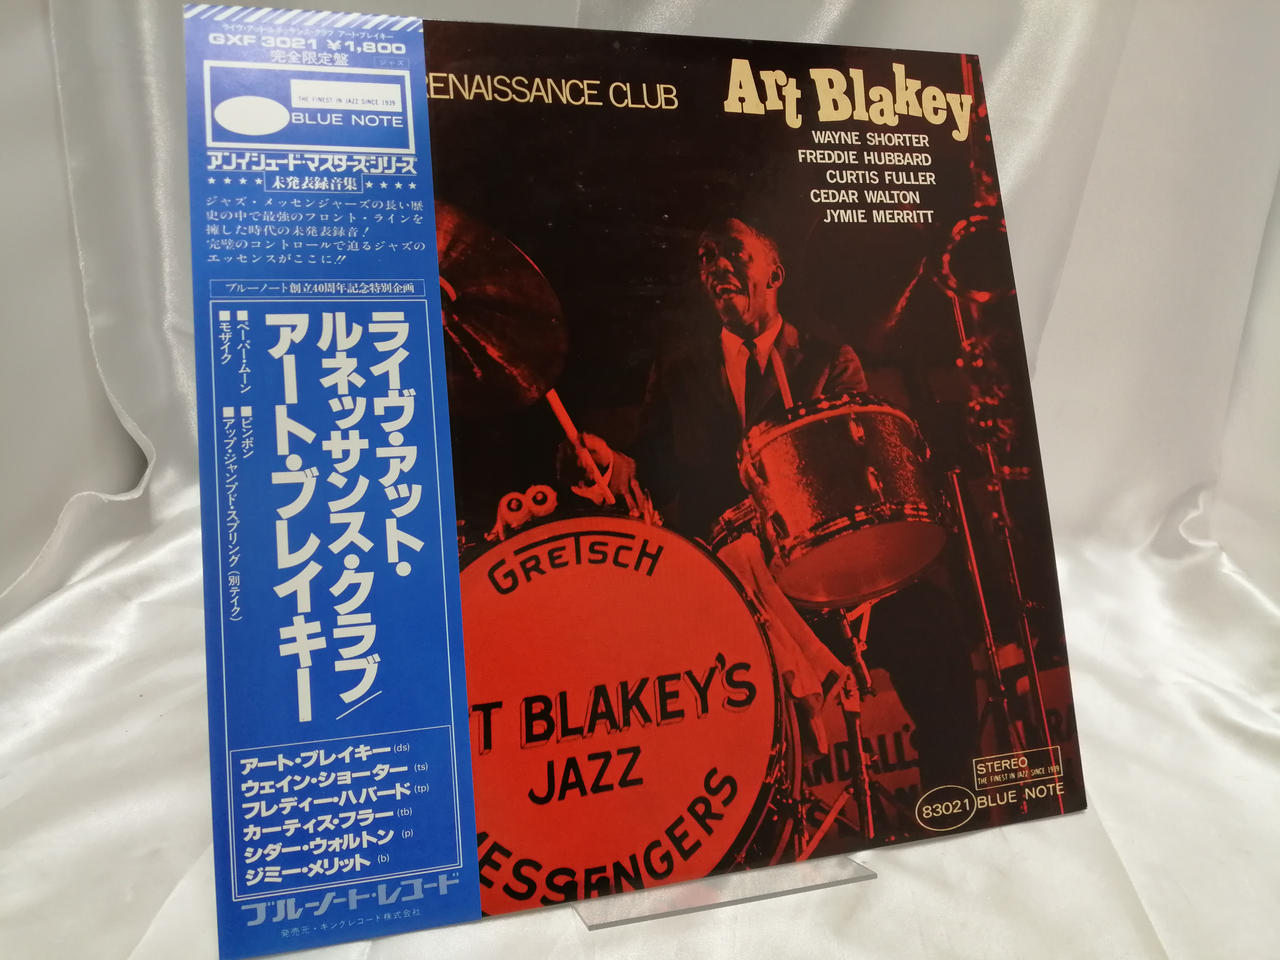 ライヴ・アット・ルネッサンス・クラブ アート・ブレイキー
GXF 3021 ¥1,800
完全限定盤
ジャズ
THE FINEST IN JAZZ SINCE 1939
BLUE NOTE
アンイシュード・マスターズ・シリーズ
★★★★ 未発表録音集 ★★★★
ジャズ・メッセンジャーズの長い歴
史の中で最強のフロント・ラインを
擁した時代の未発表録音!
完璧のコントロールで迫るジャズの
エッセンスがここに!!
ブルーノート創立40周年記念特別企画
ライヴ・アット・
ルネッサンス・クラブ/
アート・ブレイキー
■ペーパー・ムーン
■モザイク
■ピンポン
■アップ・ジャンプド・スプリング(別テイク)
アート・ブレイキー(ds)
ウェイン・ショーター(ts)
フレディー・ハバード(tp)
カーティス・フラー(tb)
シダー・ウォルトン(p)
ジミー・メリット(b)
ブルーノート・レコード
発売元・キングレコード株式会社
RENAISSANCE CLUB
Art Blakey
WAYNE SHORTER
FREDDIE HUBBARD
CURTIS FULLER
CEDAR WALTON
JYMIE MERRITT
GRETSCH
T BLAKEY'S
JAZZ
ESSENGERS
STEREO
THE FINEST IN JAZZ SINCE 1939
83021 BLUE NOTE